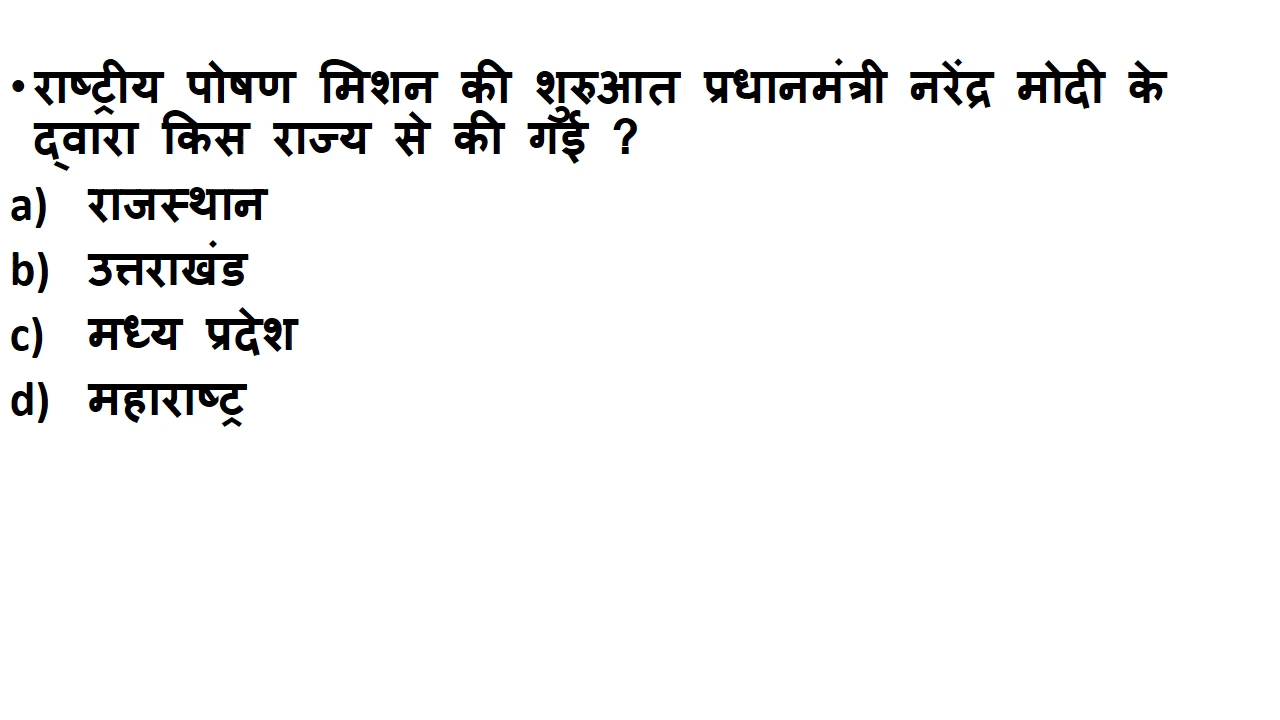 • राष्ट्रीय पोषण मिशन की शुरुआत प्रधानमंत्री नरेंद्र मोदी के
द्वारा किस राज्य से की गई ?
a) राजस्थान
b) उत्तराखंड
c) मध्य प्रदेश
d) महाराष्ट्र